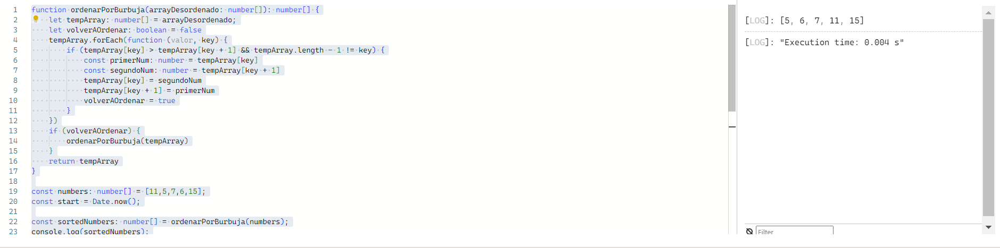 1 function ordenarPorBurbuja(arrayDesordenado: number[]): number[] {
2 let tempArray: number[] = arrayDesordenado;
3 let volverAOrdenar: boolean = false
4 tempArray.forEach(function (valor, key) {
5 if (tempArray[key] > tempArray[key + 1] && tempArray.length - 1 != key) {
6 const primerNum: number = tempArray[key]
7 const segundoNum: number = tempArray[key + 1]
8 tempArray[key] = segundoNum
9 tempArray[key + 1] = primerNum
10 volverAOrdenar = true
11 }
12 })
13 if (volverAOrdenar) {
14 ordenarPorBurbuja(tempArray)
15 }
16 return tempArray
17 }
18
19 const numbers: number[] = [11,5,7,6,15];
20 const start = Date.now();
21
22 const sortedNumbers: number[] = ordenarPorBurbuja(numbers);
23 console.log(sortedNumbers);
[LOG]: [5, 6, 7, 11, 15]
[LOG]: "Execution time: 0.004 s"
Filter